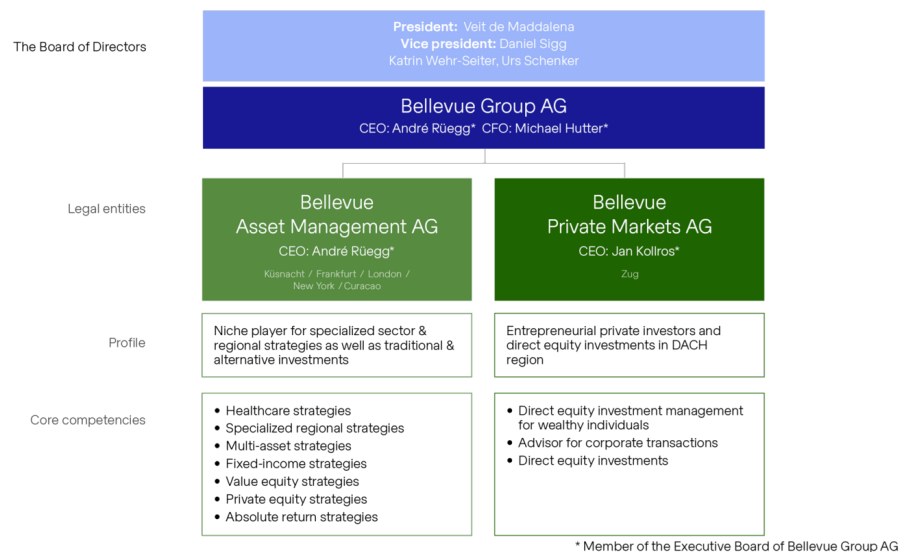 The Board of Directors
President: Veit de Maddalena
Vice president: Daniel Sigg
Katrin Wehr-Seiter, Urs Schenker
Bellevue Group AG
CEO: André Rüegg* CFO: Michael Hutter*
Legal entities
Bellevue
Asset Management AG
CEO: André Rüegg*
Küsnacht / Frankfurt / London /
New York /Curacao
Bellevue
Private Markets AG
CEO: Jan Kollros*
Zug
Profile
Niche player for specialized sector &
regional strategies as well as traditional &
alternative investments
Entrepreneurial private investors and
direct equity investments in DACH
region
Core competencies
• Healthcare strategies
• Specialized regional strategies
• Multi-asset strategies
• Fixed-income strategies
• Value equity strategies
• Private equity strategies
• Absolute return strategies
• Direct equity investment management
for wealthy individuals
• Advisor for corporate transactions
• Direct equity investments
* Member of the Executive Board of Bellevue Group AG